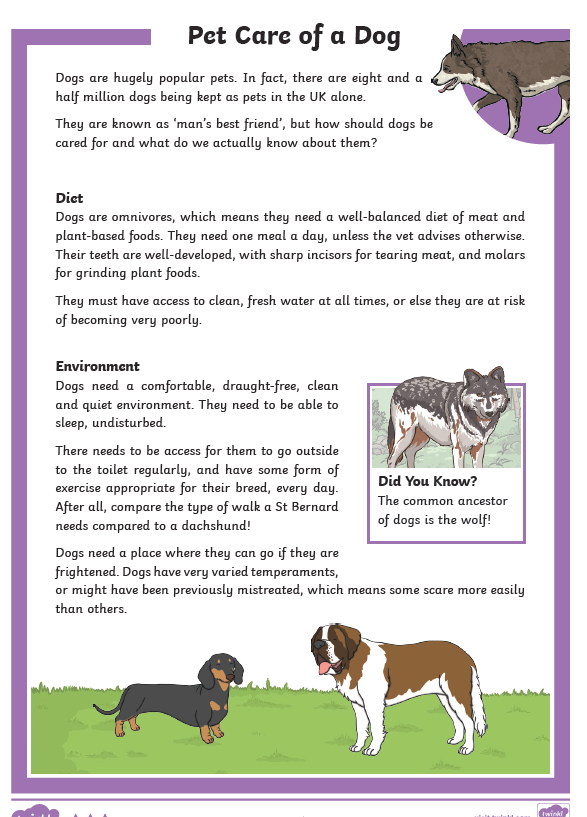 Pet Care of a Dog
Dogs are hugely popular pets. In fact, there are eight and a
half million dogs being kept as pets in the UK alone.
They are known as ‘man’s best friend’, but how should dogs be
cared for and what do we actually know about them?
Diet
Dogs are omnivores, which means they need a well-balanced diet of meat and
plant-based foods. They need one meal a day, unless the vet advises otherwise.
Their teeth are well-developed, with sharp incisors for tearing meat, and molars
for grinding plant foods.
They must have access to clean, fresh water at all times, or else they are at risk
of becoming very poorly.
Environment
Dogs need a comfortable, draught-free, clean
and quiet environment. They need to be able to
sleep, undisturbed.
There needs to be access for them to go outside
to the toilet regularly, and have some form of
exercise appropriate for their breed, every day.
After all, compare the type of walk a St Bernard
needs compared to a dachshund!
Dogs need a place where they can go if they are
frightened. Dogs have very varied temperaments,
or might have been previously mistreated, which means some scare more easily
than others.
Did You Know?
The common ancestor
of dogs is the wolf!
twinkl
visit twinkl.com
twinkl